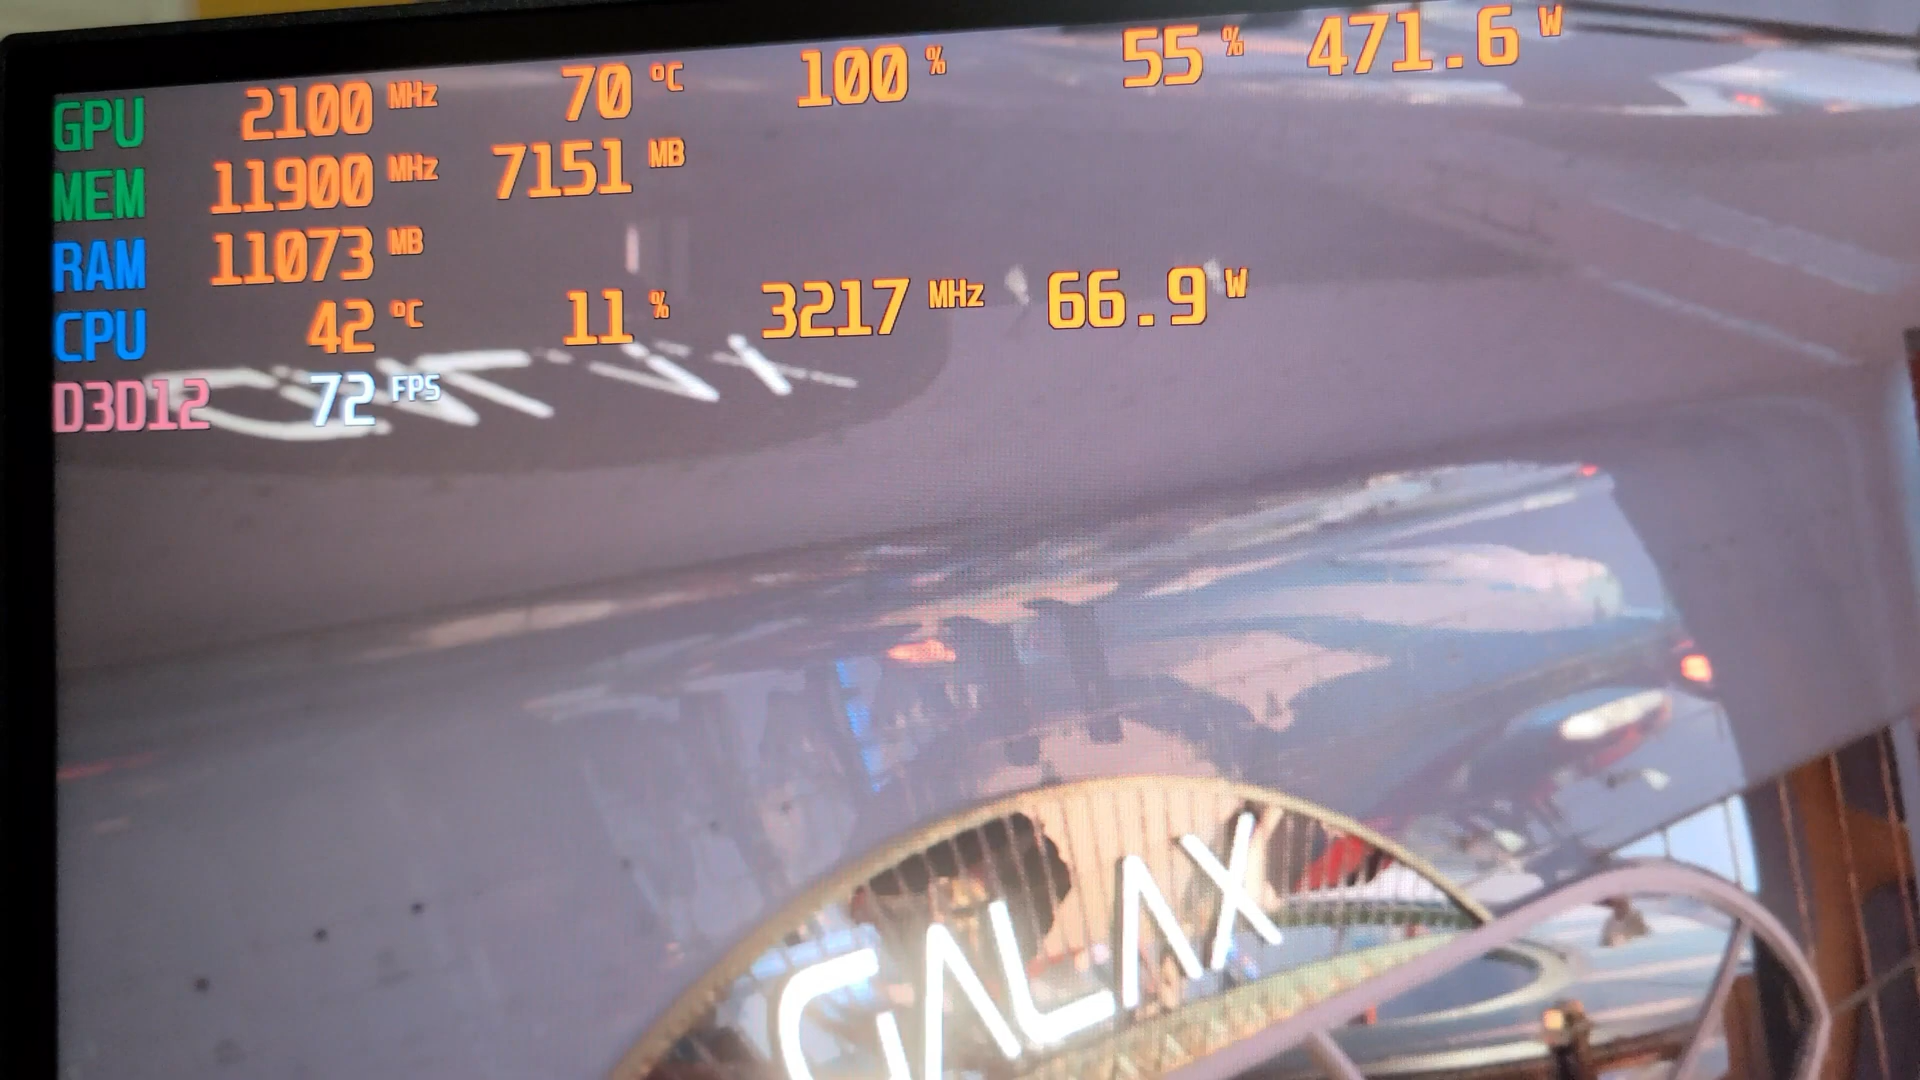 GPU 2100 MHz 70 °C 100 % 55 % 471.6 W
MEM 11900 MHz 7151 MB
RAM 11073 MB
CPU 42 °C 11 % 3217 MHz 66.9 W
D3D12 72 FPS
GALAX
GALAX